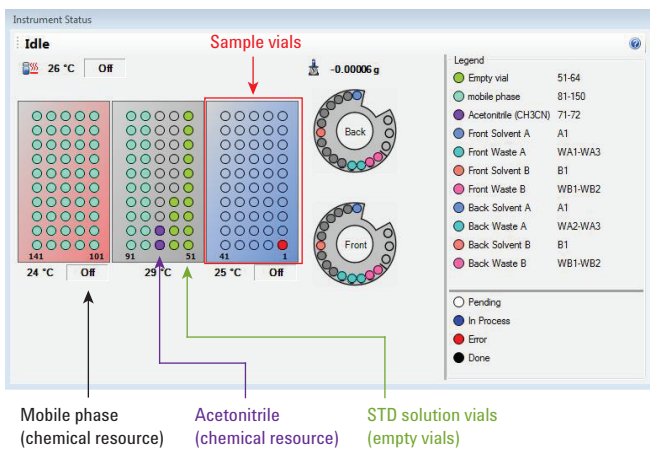 Instrument Status
Idle
Sample vials
26 °C Off
-0.00006 g
Back
Front
141 101 91 51 41 1
24 °C Off 29 °C 25 °C Off
Legend
Empty vial 51-64
mobile phase 81-150
Acetonitrile (CH3CN) 71-72
Front Solvent A A1
Front Waste A WA1-WA3
Front Solvent B B1
Front Waste B WB1-WB2
Back Solvent A A1
Back Waste A WA2-WA3
Back Solvent B B1
Back Waste B WB1-WB2
Pending
In Process
Error
Done
Mobile phase
(chemical resource)
Acetonitrile
(chemical resource)
STD solution vials
(empty vials)